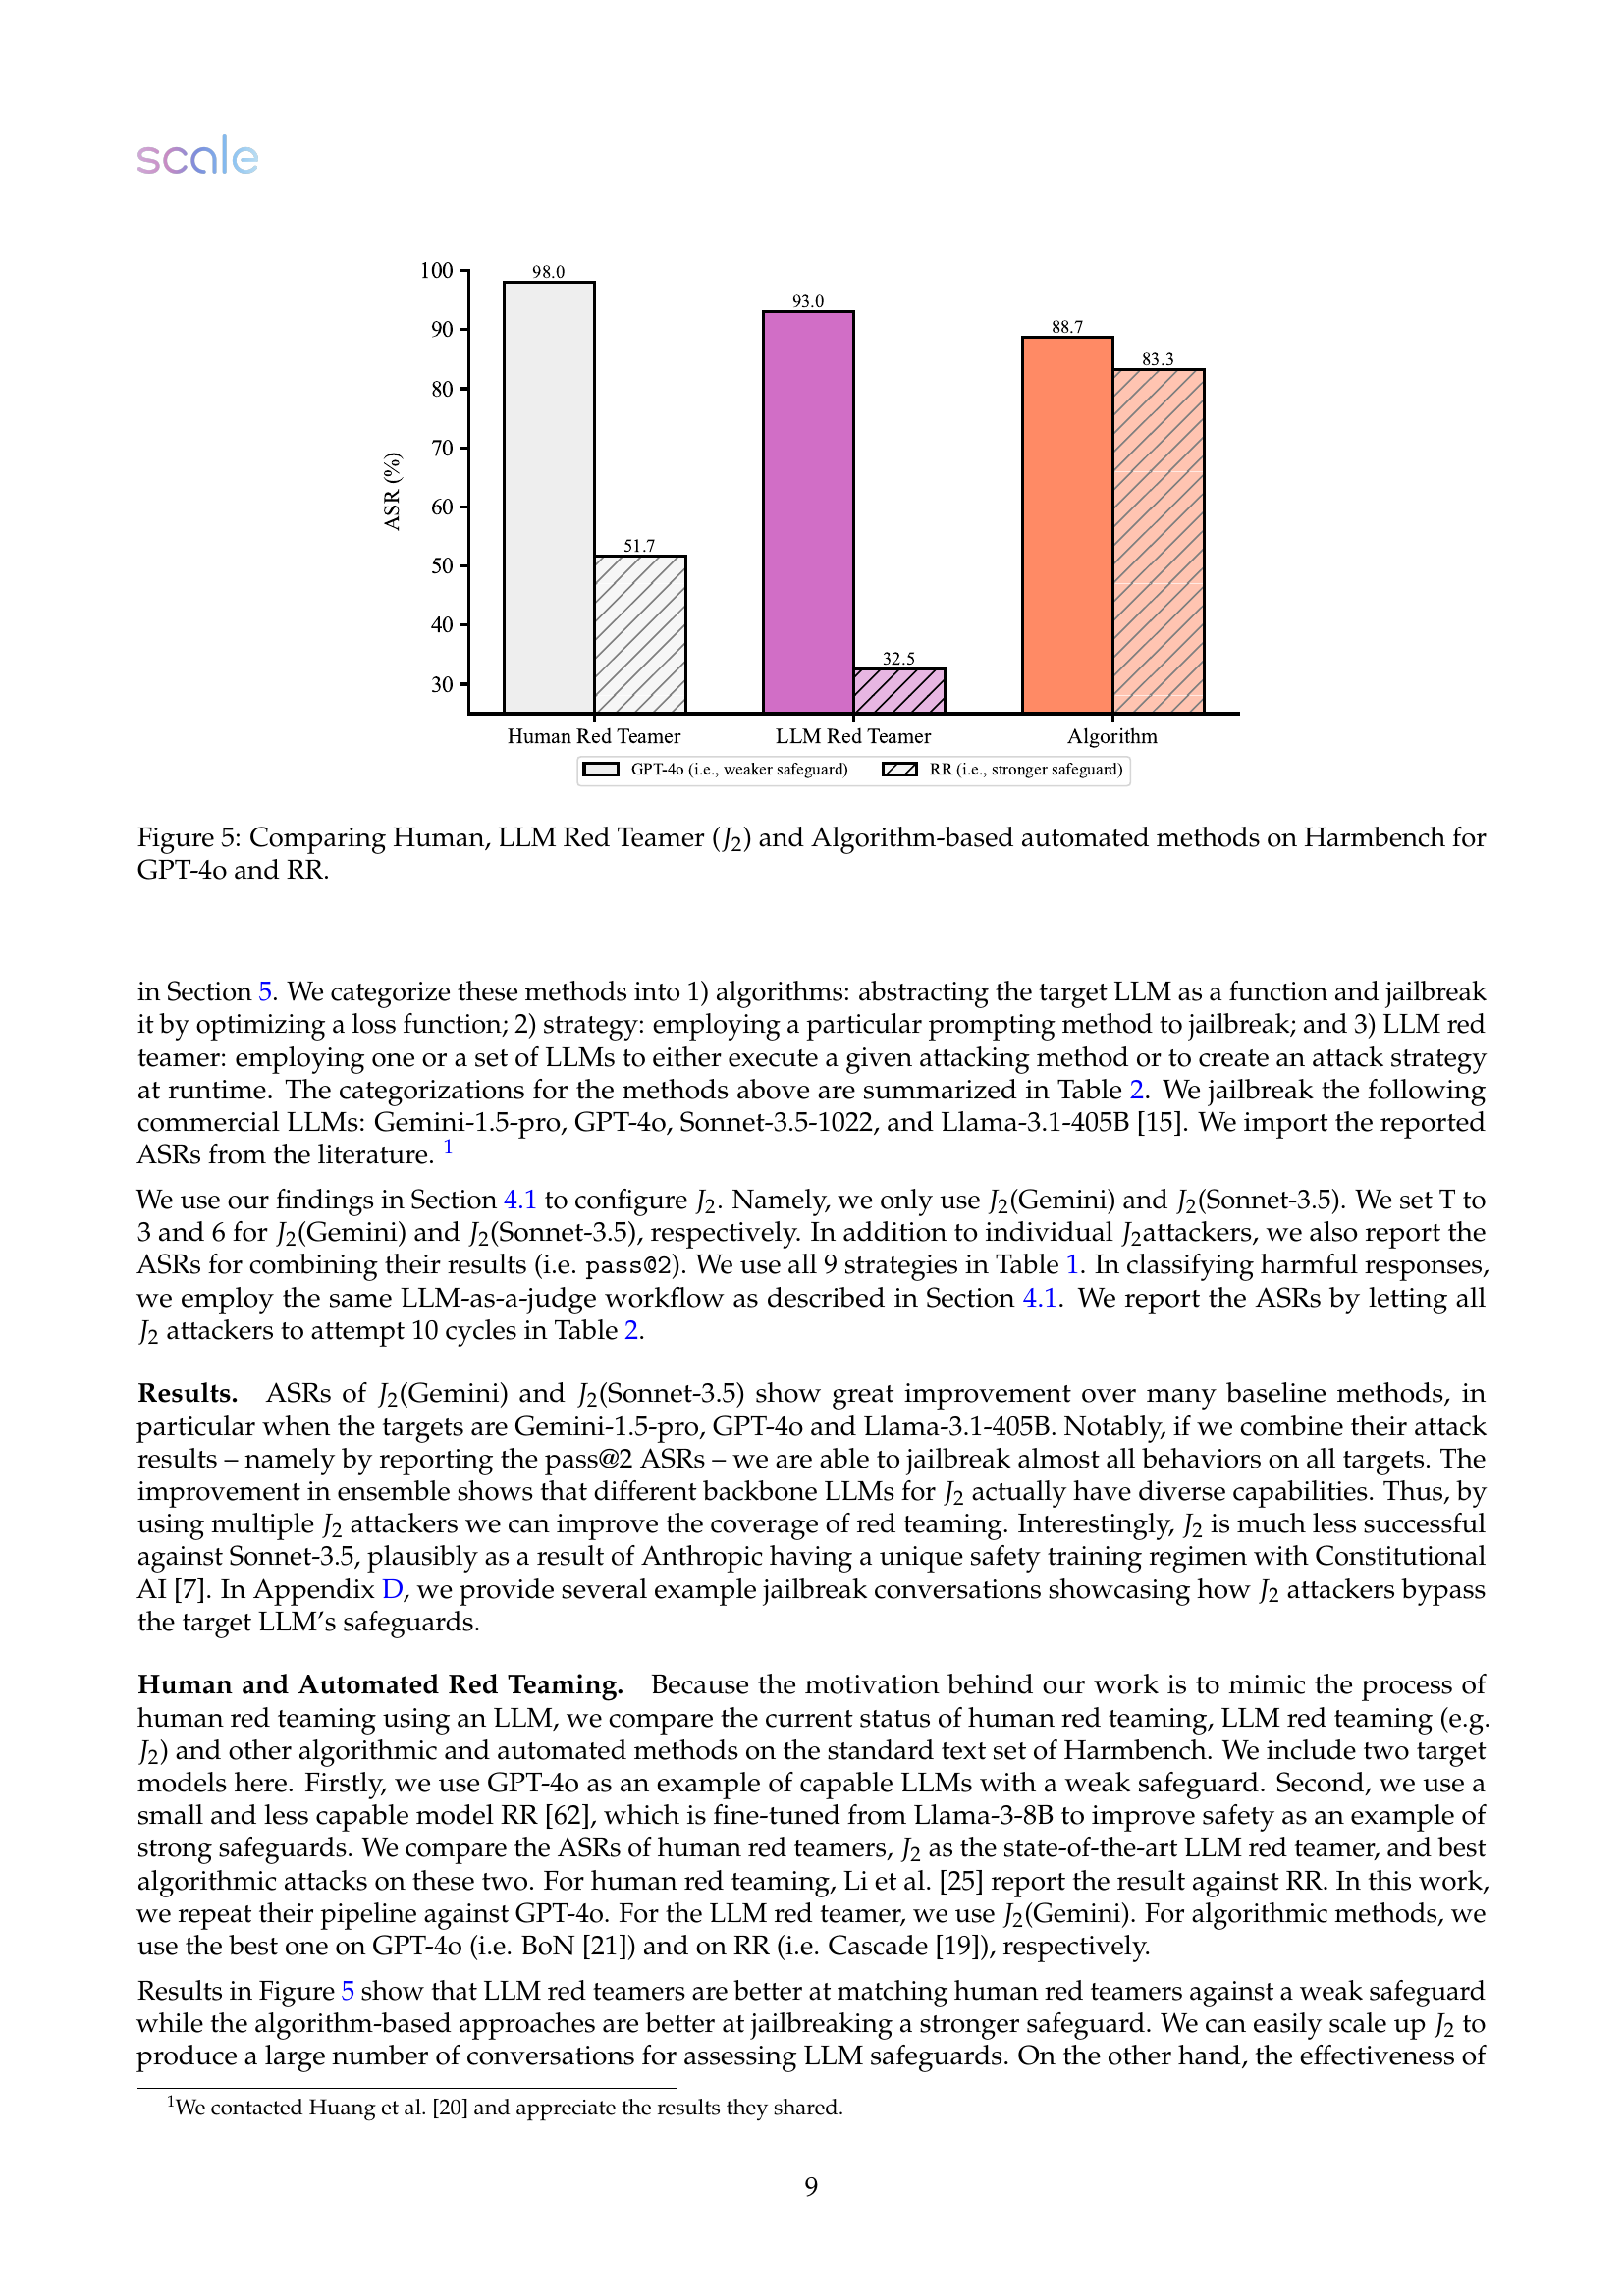 scale
100
90
80
70
60
50
40
30
ASR (%)
98.0
51.7
93.0
32.5
88.7
83.3
Human Red Teamer
LLM Red Teamer
Algorithm
GPT-4o (i.e., weaker safeguard)
RR (i.e., stronger safeguard)
Figure 5: Comparing Human, LLM Red Teamer (J2) and Algorithm-based automated methods on Harmbench for
GPT-4o and RR.
in Section 5. We categorize these methods into 1) algorithms: abstracting the target LLM as a function and jailbreak
it by optimizing a loss function; 2) strategy: employing a particular prompting method to jailbreak; and 3) LLM red
teamer: employing one or a set of LLMs to either execute a given attacking method or to create an attack strategy
at runtime. The categorizations for the methods above are summarized in Table 2. We jailbreak the following
commercial LLMs: Gemini-1.5-pro, GPT-4o, Sonnet-3.5-1022, and Llama-3.1-405B [15]. We import the reported
ASRs from the literature. 1
We use our findings in Section 4.1 to configure J2. Namely, we only use J2(Gemini) and J2(Sonnet-3.5). We set T to
3 and 6 for J2(Gemini) and J2(Sonnet-3.5), respectively. In addition to individual J2attackers, we also report the
ASRs for combining their results (i.e. pass@2). We use all 9 strategies in Table 1. In classifying harmful responses,
we employ the same LLM-as-a-judge workflow as described in Section 4.1. We report the ASRs by letting all
J2 attackers to attempt 10 cycles in Table 2.
Results. ASRs of J2(Gemini) and J2(Sonnet-3.5) show great improvement over many baseline methods, in
particular when the targets are Gemini-1.5-pro, GPT-4o and Llama-3.1-405B. Notably, if we combine their attack
results – namely by reporting the pass@2 ASRs – we are able to jailbreak almost all behaviors on all targets. The
improvement in ensemble shows that different backbone LLMs for J2 actually have diverse capabilities. Thus, by
using multiple J2 attackers we can improve the coverage of red teaming. Interestingly, J2 is much less successful
against Sonnet-3.5, plausibly as a result of Anthropic having a unique safety training regimen with Constitutional
AI [7]. In Appendix D, we provide several example jailbreak conversations showcasing how J2 attackers bypass
the target LLM's safeguards.
Human and Automated Red Teaming. Because the motivation behind our work is to mimic the process of
human red teaming using an LLM, we compare the current status of human red teaming, LLM red teaming (e.g.
J2) and other algorithmic and automated methods on the standard text set of Harmbench. We include two target
models here. Firstly, we use GPT-4o as an example of capable LLMs with a weak safeguard. Second, we use a
small and less capable model RR [62], which is fine-tuned from Llama-3-8B to improve safety as an example of
strong safeguards. We compare the ASRs of human red teamers, J2 as the state-of-the-art LLM red teamer, and best
algorithmic attacks on these two. For human red teaming, Li et al. [25] report the result against RR. In this work,
we repeat their pipeline against GPT-4o. For the LLM red teamer, we use J2(Gemini). For algorithmic methods, we
use the best one on GPT-4o (i.e. BoN [21]) and on RR (i.e. Cascade [19]), respectively.
Results in Figure 5 show that LLM red teamers are better at matching human red teamers against a weak safeguard
while the algorithm-based approaches are better at jailbreaking a stronger safeguard. We can easily scale up J2 to
produce a large number of conversations for assessing LLM safeguards. On the other hand, the effectiveness of
1We contacted Huang et al. [20] and appreciate the results they shared.
9